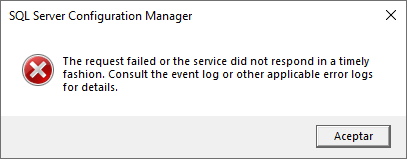 SQL Server Configuration Manager
The request failed or the service did not respond in a timely
fashion. Consult the event log or other applicable error logs
for details.
Aceptar